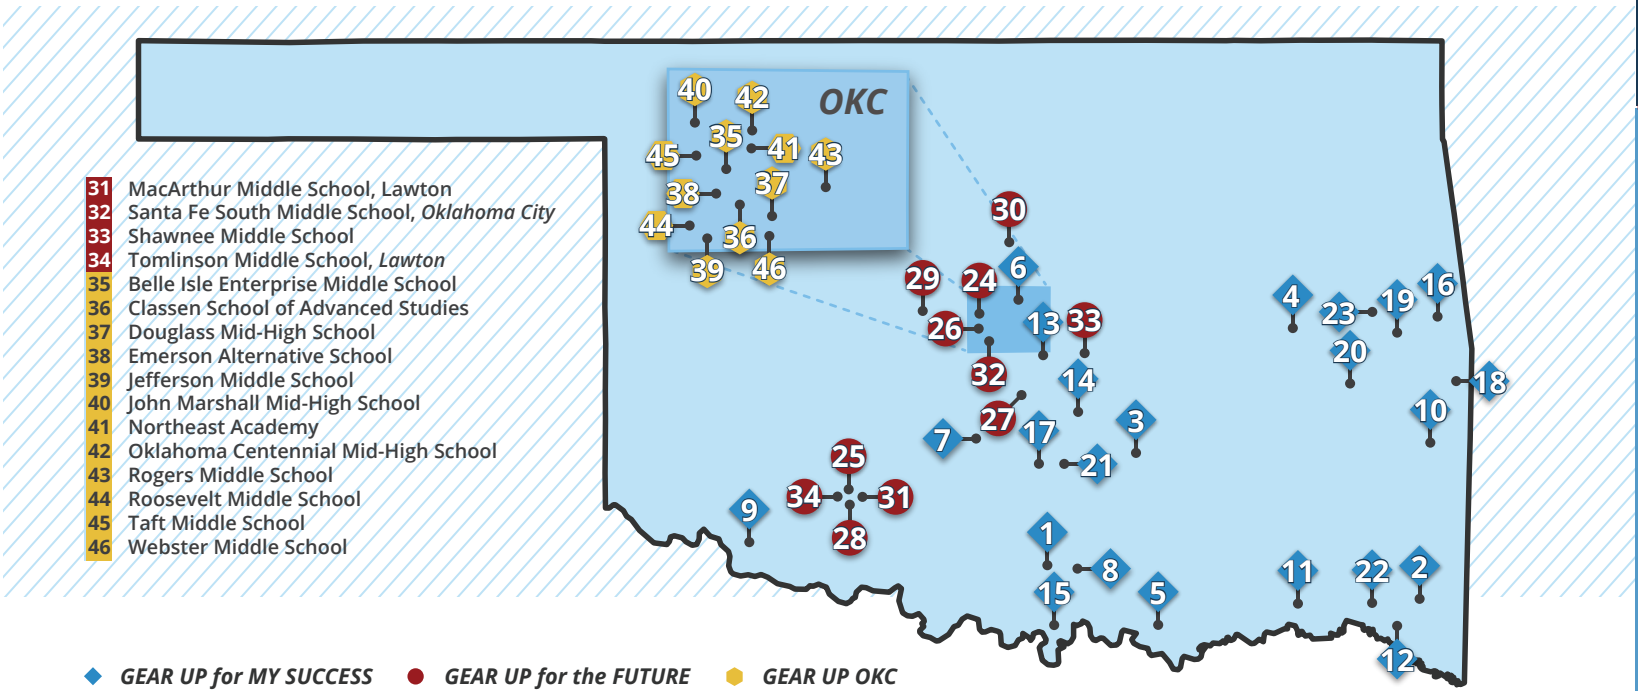 40
42
OKC
35
41
43
45
38
37
44
36
39
46
31 MacArthur Middle School, Lawton
32 Santa Fe South Middle School, Oklahoma City
33 Shawnee Middle School
34 Tomlinson Middle School, Lawton
35 Belle Isle Enterprise Middle School
36 Classen School of Advanced Studies
37 Douglass Mid-High School
38 Emerson Alternative School
39 Jefferson Middle School
40 John Marshall Mid-High School
41 Northeast Academy
42 Oklahoma Centennial Mid-High School
43 Rogers Middle School
44 Roosevelt Middle School
45 Taft Middle School
46 Webster Middle School
30
6
29
24
26
13
33
32
14
27
7
17
3
21
4
23
19
16
20
18
10
25
34
31
28
9
1
8
15
5
11
22
2
12
GEAR UP for MY SUCCESS
GEAR UP for the FUTURE
GEAR UP OKC